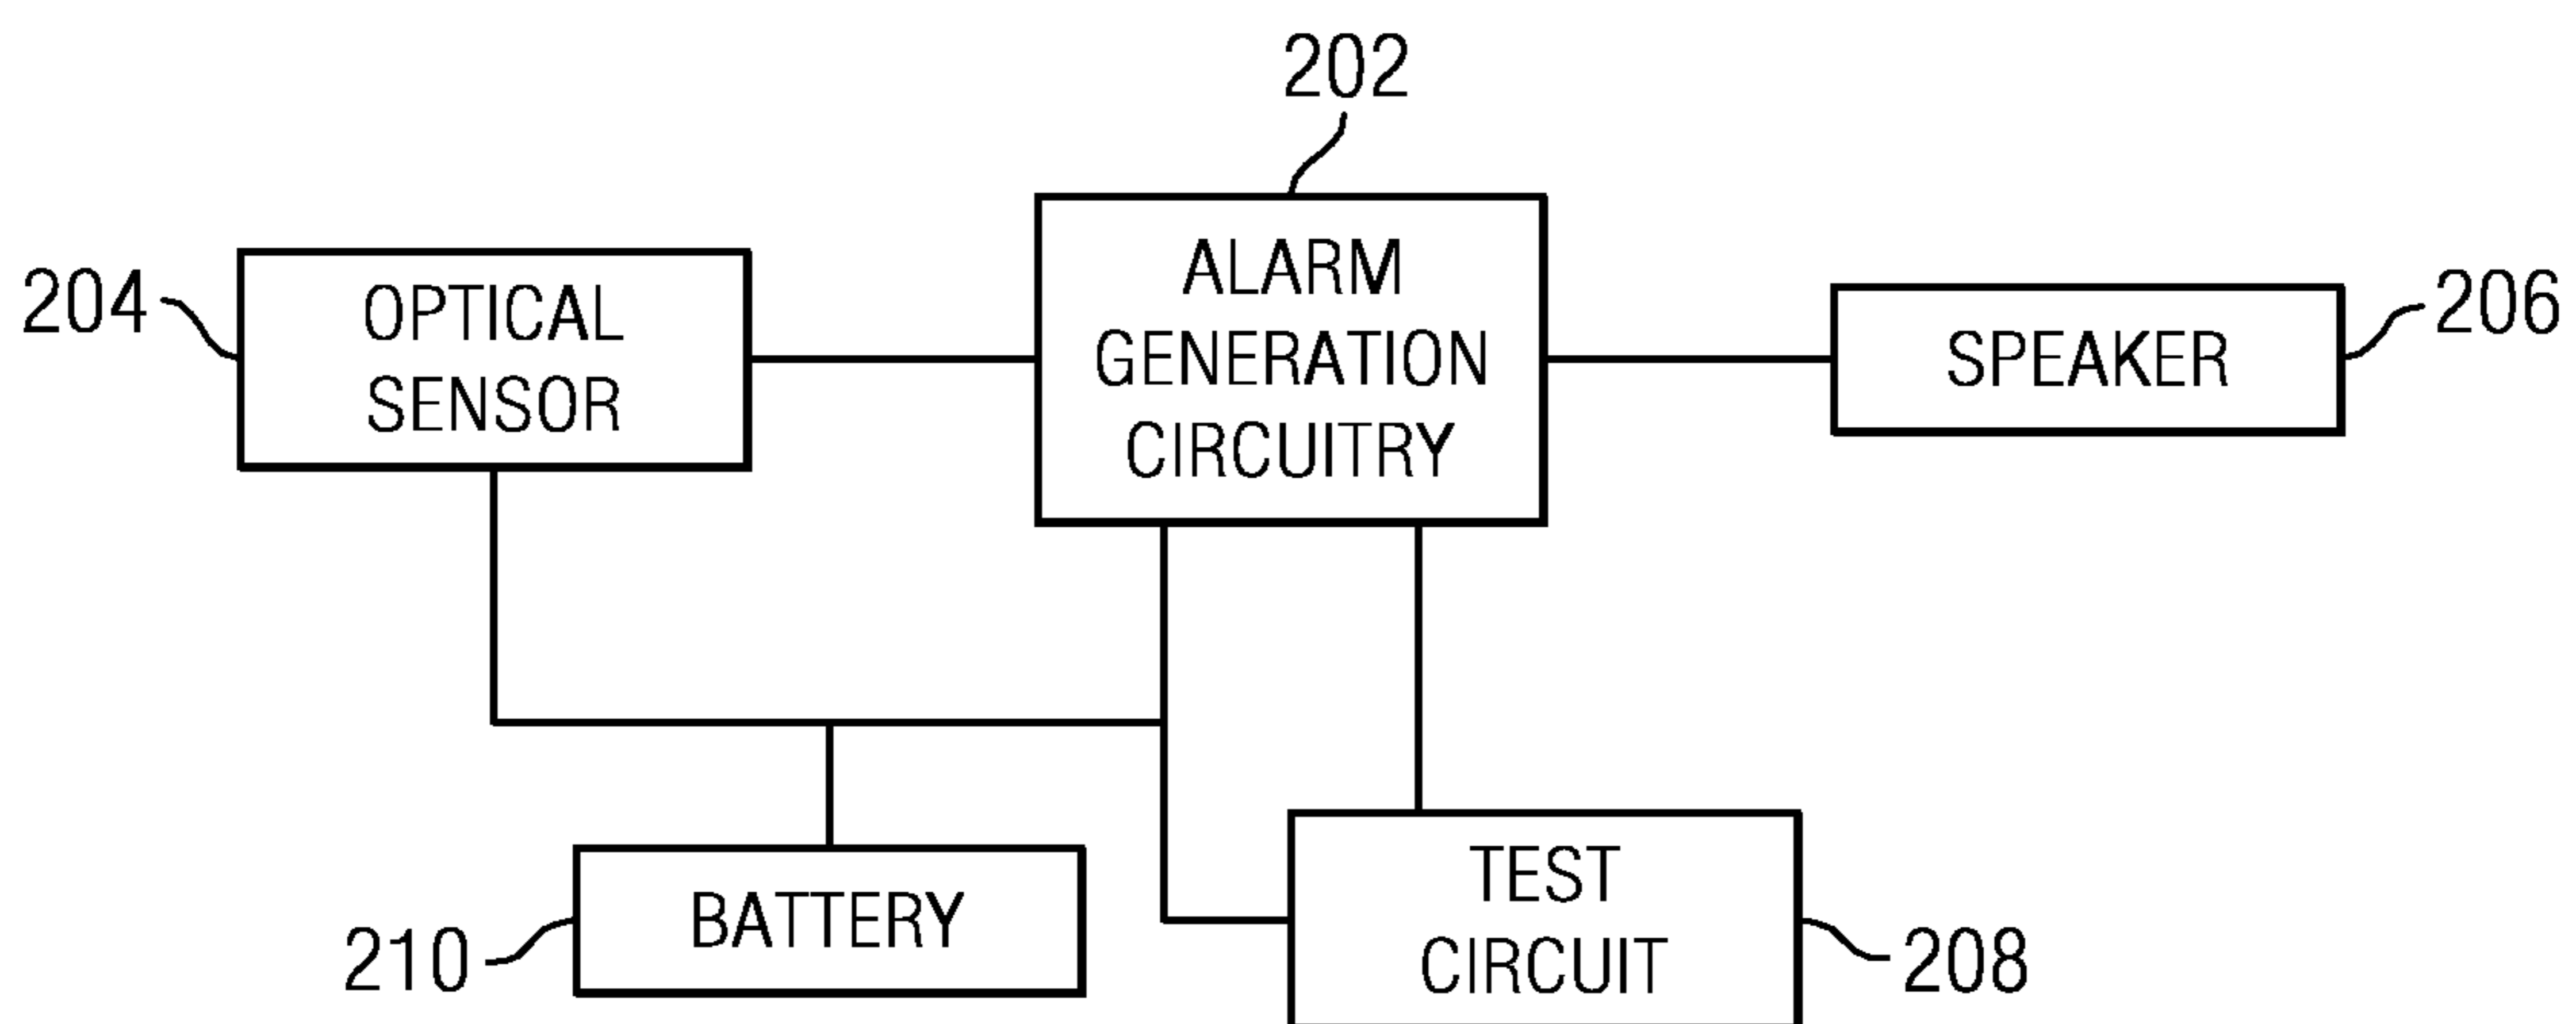 202
ALARM
GENERATION
CIRCUITRY
204
OPTICAL
SENSOR
SPEAKER
206
BATTERY
210
TEST
CIRCUIT
208